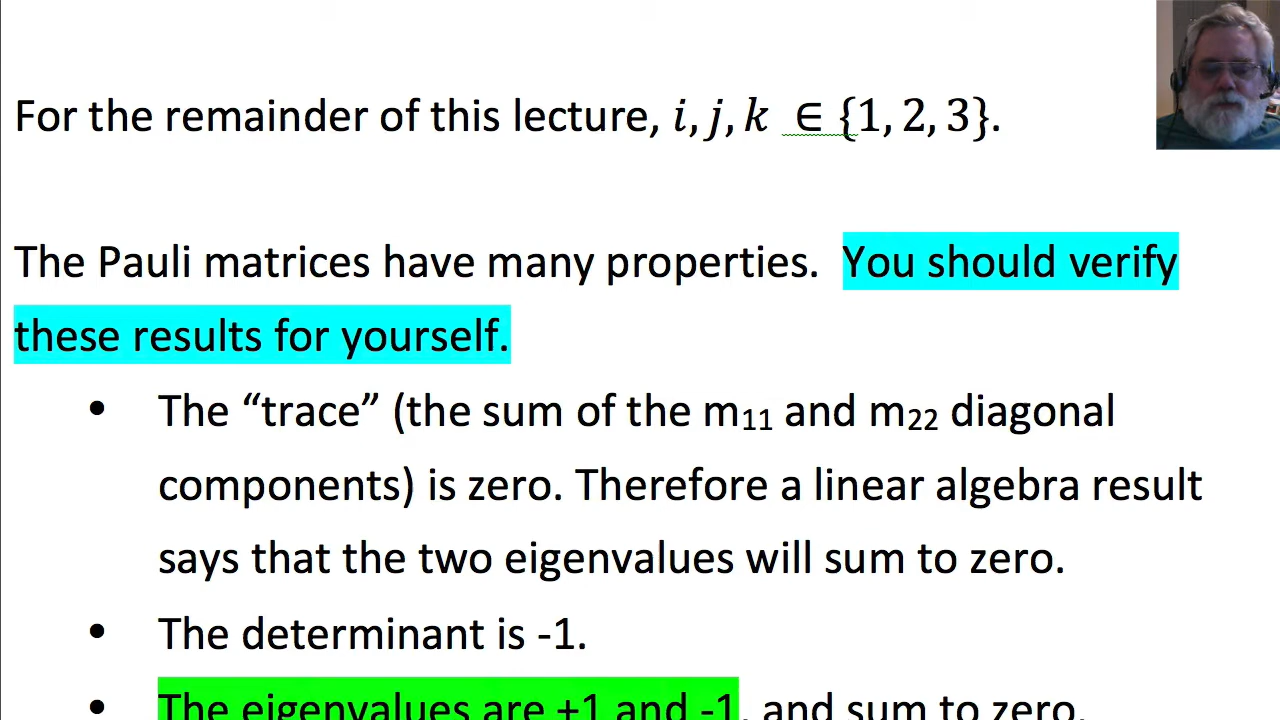 For the remainder of this lecture, i, j, k ∈ {1, 2, 3}.
The Pauli matrices have many properties. You should verify
these results for yourself.
• The “trace” (the sum of the m₁₁ and m₂₂ diagonal
components) is zero. Therefore a linear algebra result
says that the two eigenvalues will sum to zero.
• The determinant is -1.
• The eigenvalues are +1 and -1, and sum to zero.